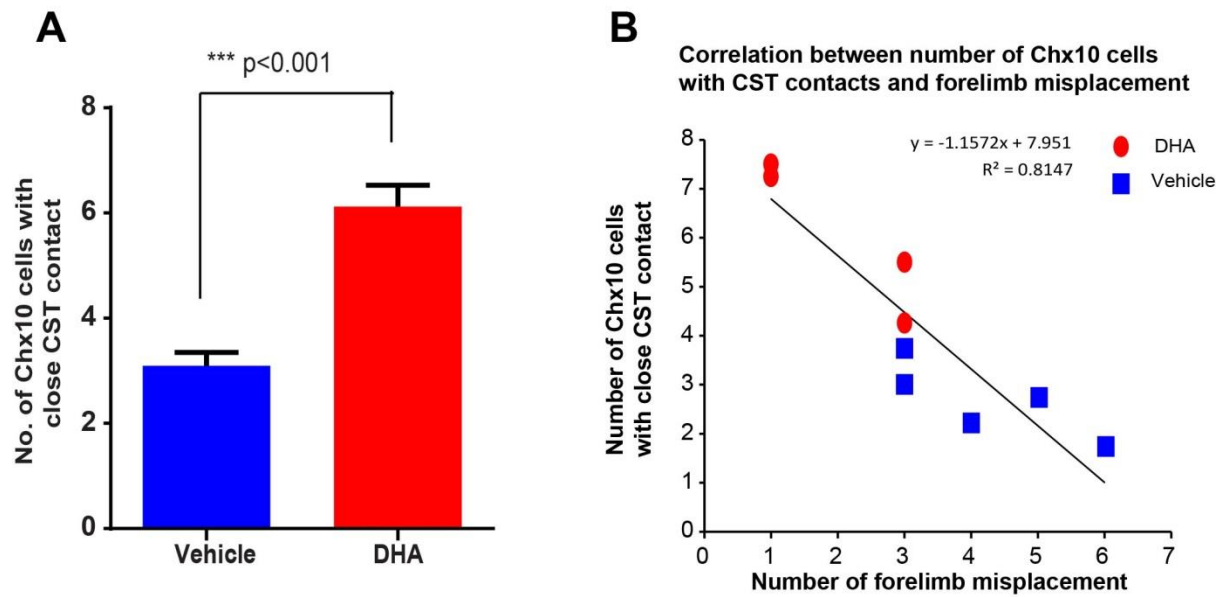 A
*** p<0.001
No. of Chx10 cells with
close CST contact
8
6
4
2
0
Vehicle
DHA
B
Correlation between number of Chx10 cells
with CST contacts and forelimb misplacement
y = -1.1572x + 7.951
R² = 0.8147
DHA
Vehicle
Number of Chx10 cells
with close CST contact
8
7
6
5
4
3
2
1
0
0 1 2 3 4 5 6 7
Number of forelimb misplacement